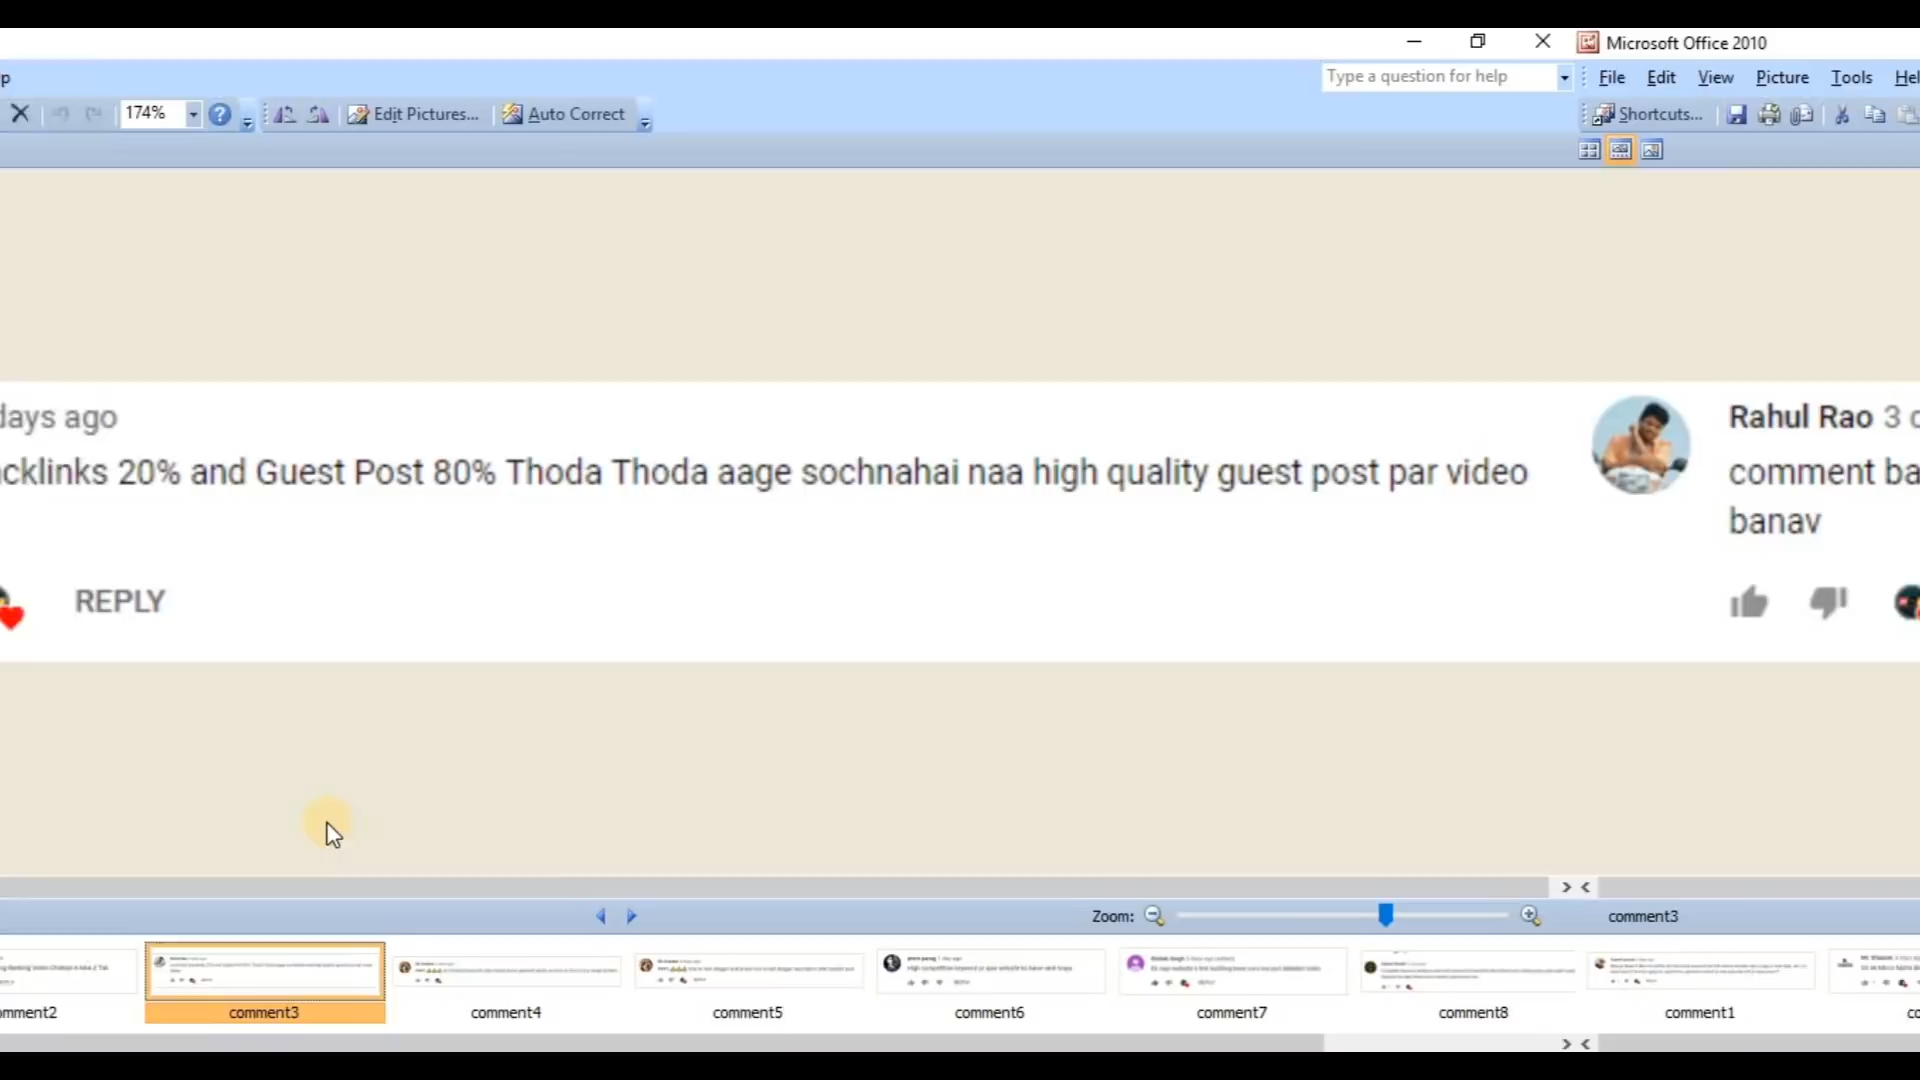 Microsoft Office 2010
p
Type a question for help
File Edit View Picture Tools Hel
174%
Edit Pictures...
Auto Correct
Shortcuts...
days ago
Rahul Rao 3 d
cklinks 20% and Guest Post 80% Thoda Thoda aage sochnahai naa high quality guest post par video
comment ba
banav
REPLY
Zoom:
comment3
mment2
comment3
comment4
comment5
comment6
comment7
comment8
comment1
co